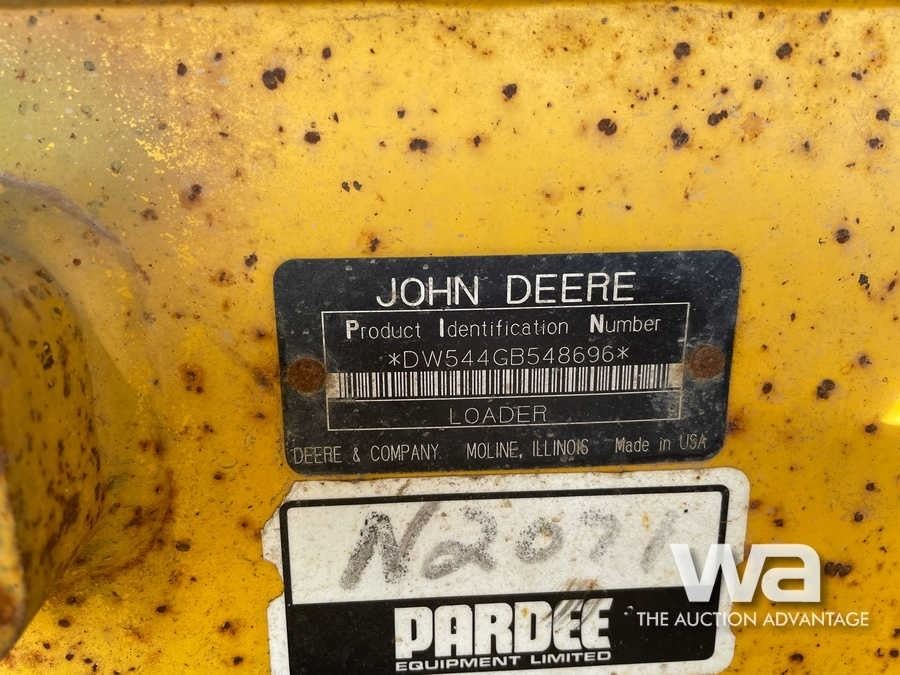 JOHN DEERE
Product Identification Number
*DW544GB548696*
LOADER
DEERE & COMPANY MOLINE, ILLINOIS Made in USA
N2071
PARDEE
EQUIPMENT LIMITED
wa
THE AUCTION ADVANTAGE